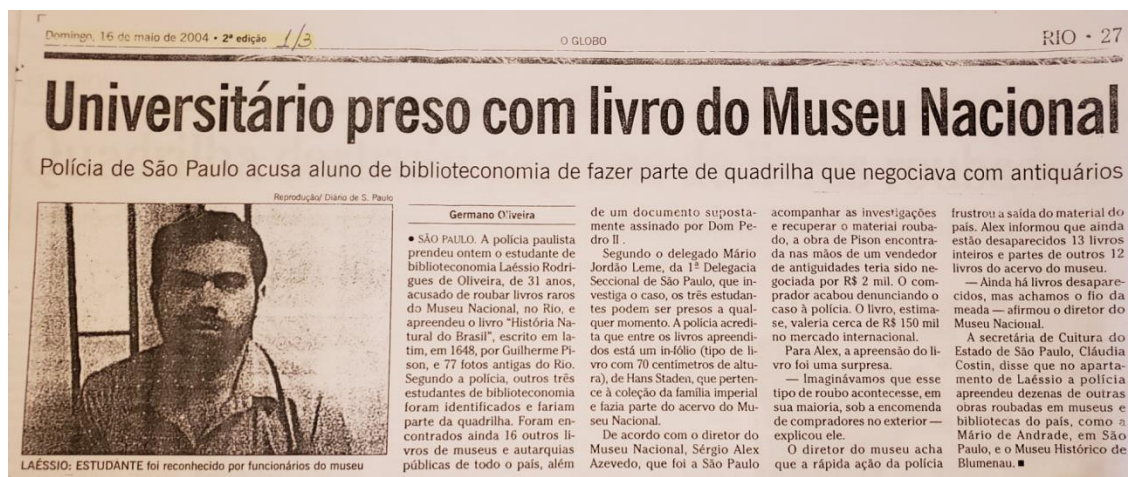 Domingo, 16 de maio de 2004 • 2ª edição 1/3
O GLOBO
RIO • 27
Universitário preso com livro do Museu Nacional
Polícia de São Paulo acusa aluno de biblioteconomia de fazer parte de quadrilha que negociava com antiquários
Reprodução/ Diário de S. Paulo
LAÉSSIO: ESTUDANTE foi reconhecido por funcionários do museu
Germano Oliveira
• SÃO PAULO. A polícia paulista
prendeu ontem o estudante de
biblioteconomia Laéssio Rodri-
gues de Oliveira, de 31 anos,
acusado de roubar livros raros
do Museu Nacional, no Rio, e
apreendeu o livro “História Na-
tural do Brasil”, escrito em la-
tim, em 1648, por Guilherme Pi-
son, e 77 fotos antigas do Rio.
Segundo a polícia, outros três
estudantes de biblioteconomia
foram identificados e fariam
parte da quadrilha. Foram en-
contrados ainda 16 outros li-
vros de museus e autarquias
públicas de todo o país, além
de um documento suposta-
mente assinado por Dom Pe-
dro II .
Segundo o delegado Mário
Jordão Leme, da 1ª Delegacia
Seccional de São Paulo, que in-
vestiga o caso, os três estudan-
tes podem ser presos a qual-
quer momento. A polícia acredi-
ta que entre os livros apreendi-
dos está um in-fólio (tipo de li-
vro com 70 centímetros de altu-
ra), de Hans Staden, que perten-
ce à coleção da família imperial
e fazia parte do acervo do Mu-
seu Nacional.
De acordo com o diretor do
Museu Nacional, Sérgio Alex
Azevedo, que foi a São Paulo
acompanhar as investigações
e recuperar o material rouba-
do, a obra de Pison encontra-
da nas mãos de um vendedor
de antiguidades teria sido ne-
gociada por R$ 2 mil. O com-
prador acabou denunciando o
caso à polícia. O livro, estima-
se, valeria cerca de R$ 150 mil
no mercado internacional.
Para Alex, a apreensão do li-
vro foi uma surpresa.
— Imaginávamos que esse
tipo de roubo acontecesse, em
sua maioria, sob a encomenda
de compradores no exterior —
explicou ele.
O diretor do museu acha
que a rápida ação da polícia
frustrou a saída do material do
país. Alex informou que ainda
estão desaparecidos 13 livros
inteiros e partes de outros 12
livros do acervo do museu.
— Ainda há livros desapare-
cidos, mas achamos o fio da
meada — afirmou o diretor do
Museu Nacional.
A secretária de Cuitura do
Estado de São Paulo, Cláudia
Costin, disse que no aparta-
mento de Laéssio a polícia
apreendeu dezenas de outras
obras roubadas em museus e
bibliotecas do país, como a
Mário de Andrade, em São
Paulo, e o Museu Histórico de
Blumenau. ■